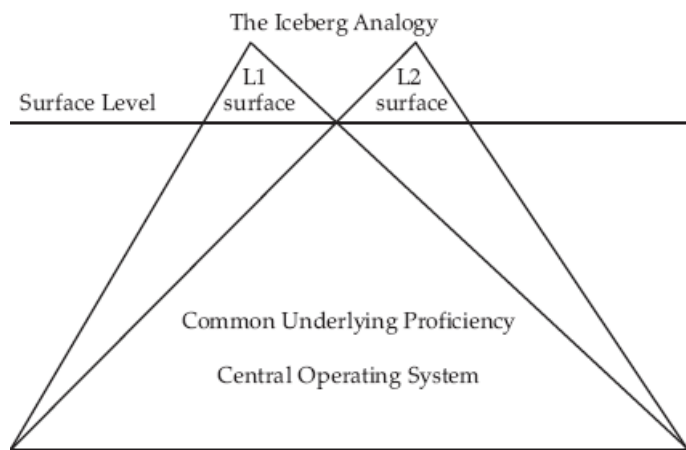 The Iceberg Analogy
L1
surface
L2
surface
Surface Level
Common Underlying Proficiency
Central Operating System